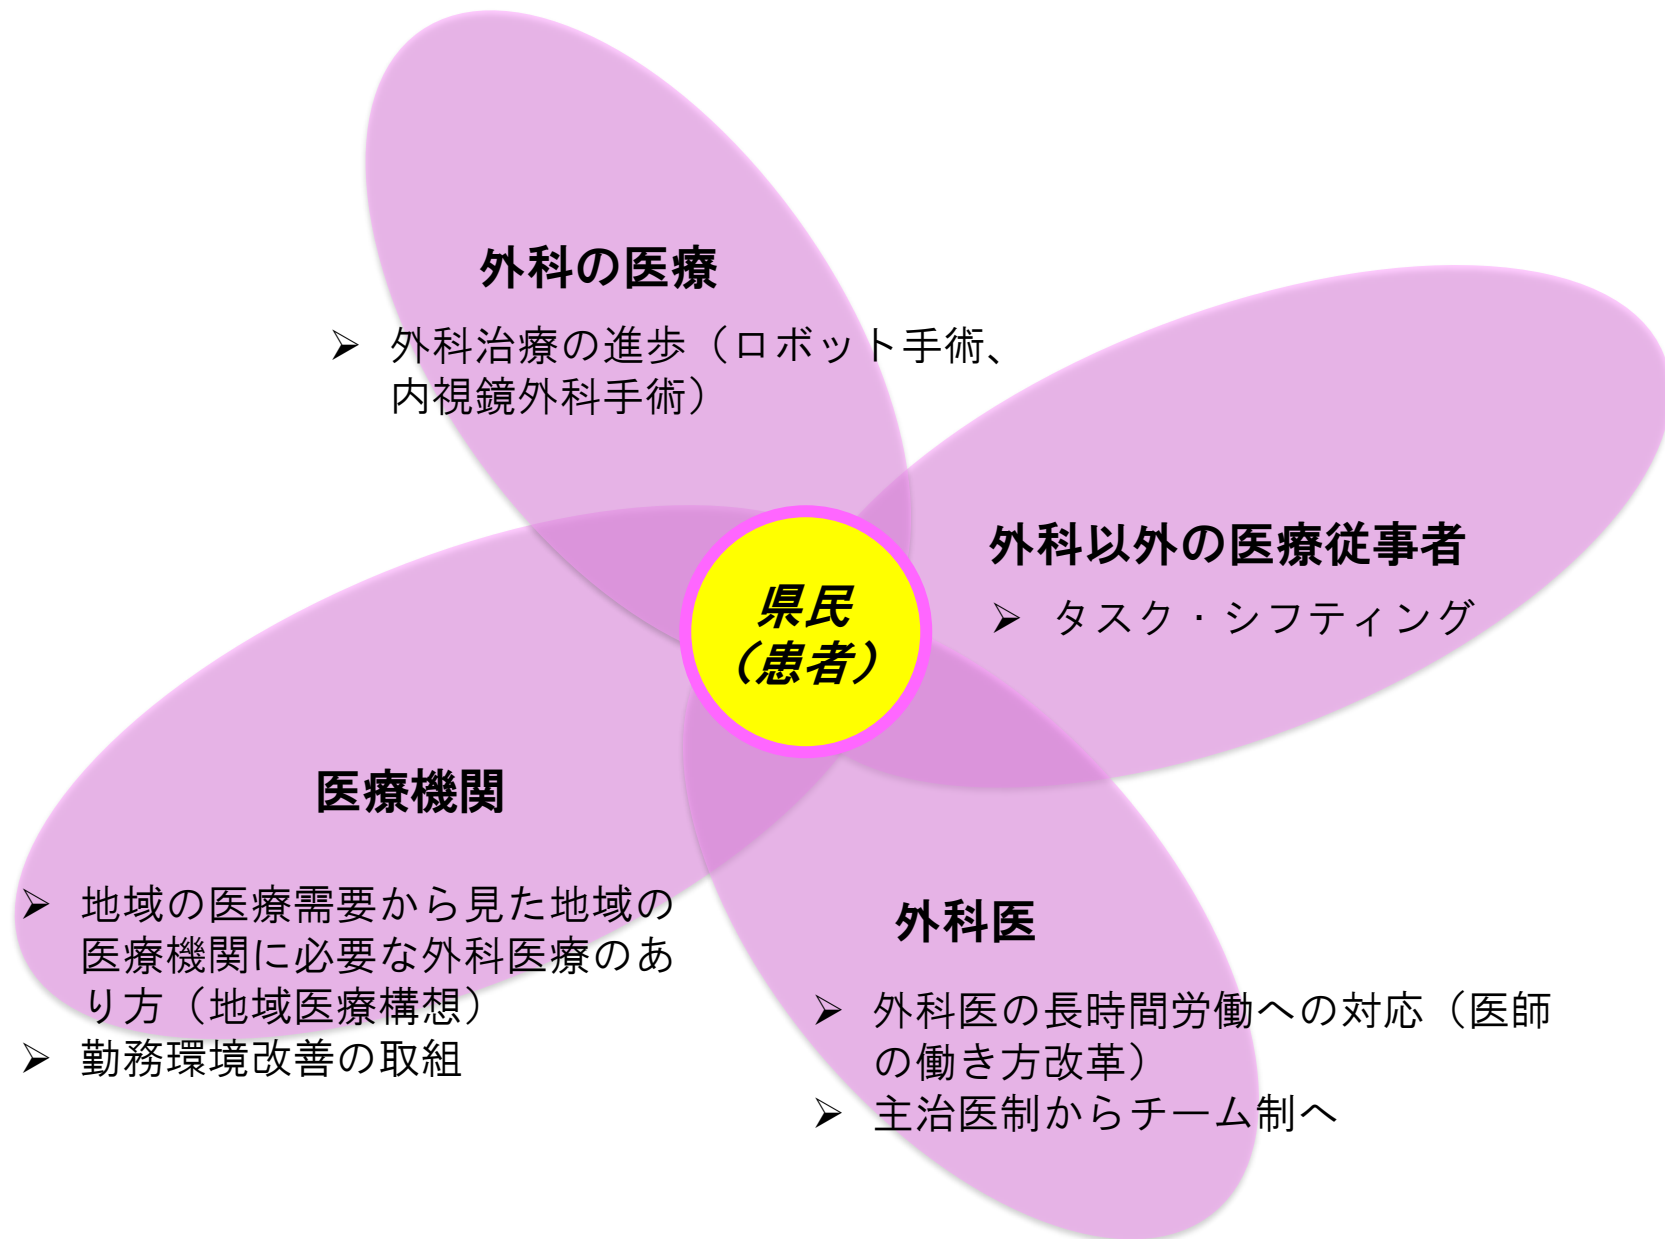 外科の医療
➢ 外科治療の進歩（ロボット手術、
内視鏡外科手術）
外科以外の医療従事者
➢ タスク・シフティング
県民
（患者）
医療機関
➢ 地域の医療需要から見た地域の
医療機関に必要な外科医療のあ
り方（地域医療構想）
➢ 勤務環境改善の取組
外科医
➢ 外科医の長時間労働への対応（医師
の働き方改革）
➢ 主治医制からチーム制へ